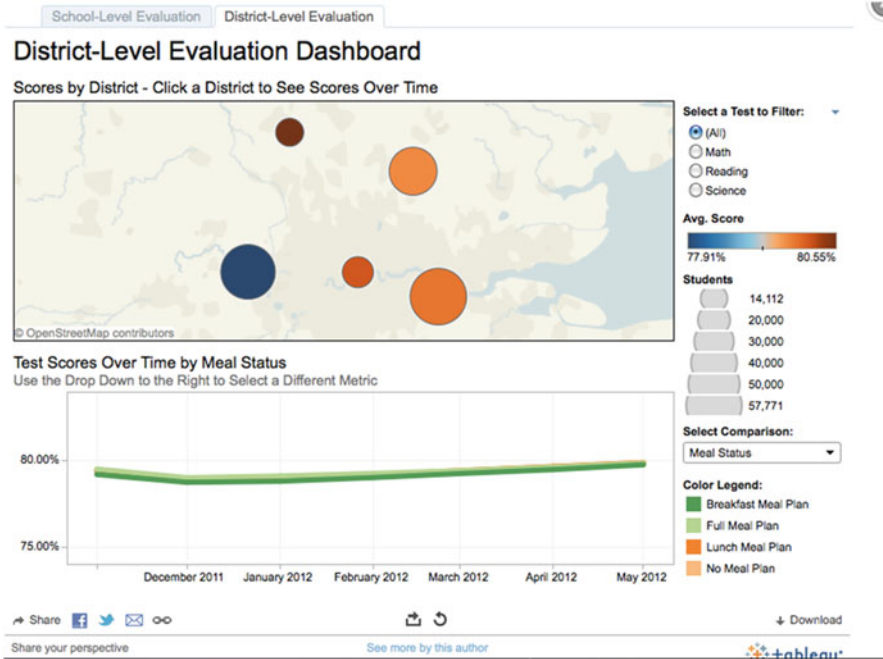 School-Level Evaluation
District-Level Evaluation
District-Level Evaluation Dashboard
Scores by District - Click a District to See Scores Over Time
© OpenStreetMap contributors
Select a Test to Filter:
(All)
Math
Reading
Science
Avg. Score
77.91%
80.55%
Students
14,112
20,000
30,000
40,000
50,000
57,771
Test Scores Over Time by Meal Status
Use the Drop Down to the Right to Select a Different Metric
80.00%
75.00%
December 2011
January 2012
February 2012
March 2012
April 2012
May 2012
Select Comparison:
Meal Status
Color Legend:
Breakfast Meal Plan
Full Meal Plan
Lunch Meal Plan
No Meal Plan
Share
Download
Share your perspective
See more by this author
+ableau